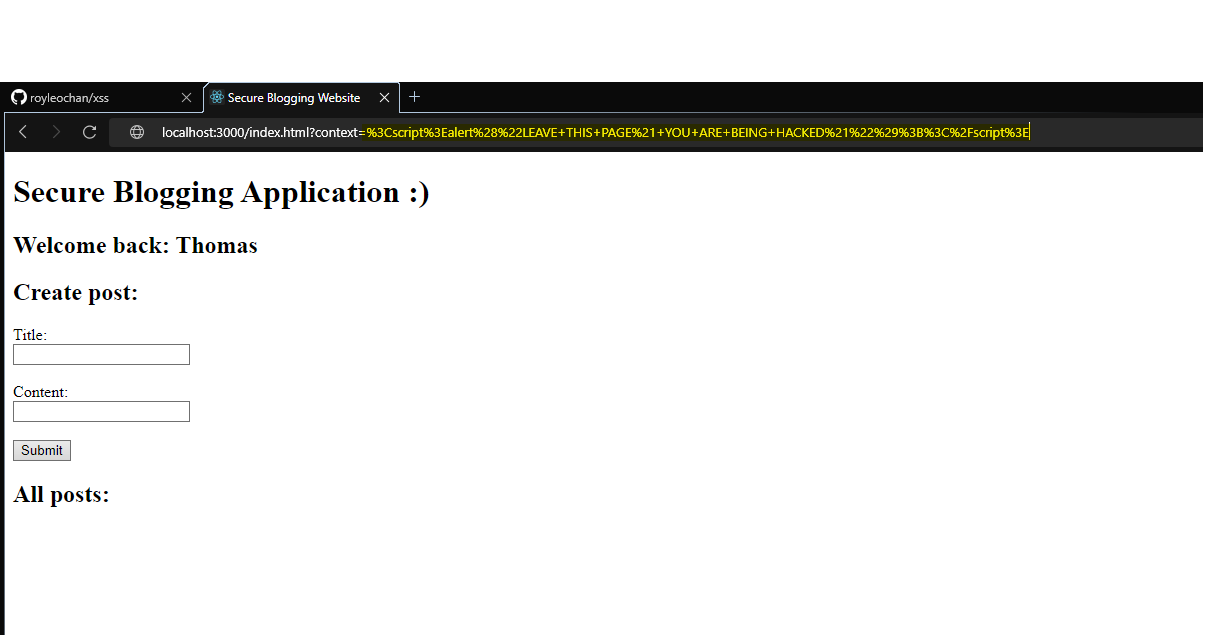 royleochan/xss
Secure Blogging Website
localhost:3000/index.html?context=%3Cscript%3Ealert%28%22LEAVE+THIS+PAGE%21+YOU+ARE+BEING+HACKED%21%22%29%3B%3C%2Fscript%3E
Secure Blogging Application :)
Welcome back: Thomas
Create post:
Title:
Content:
Submit
All posts: